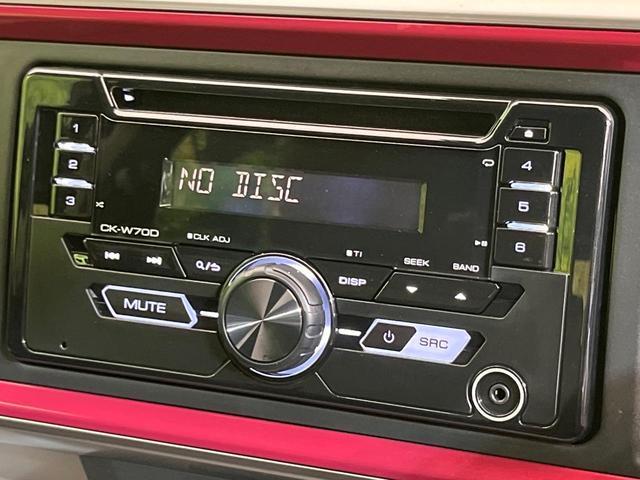 1
2
3
NO DISC
4
5
6
CK-W70D
CLK ADJ
TI
SEEK
BAND
DISP
MUTE
SRC